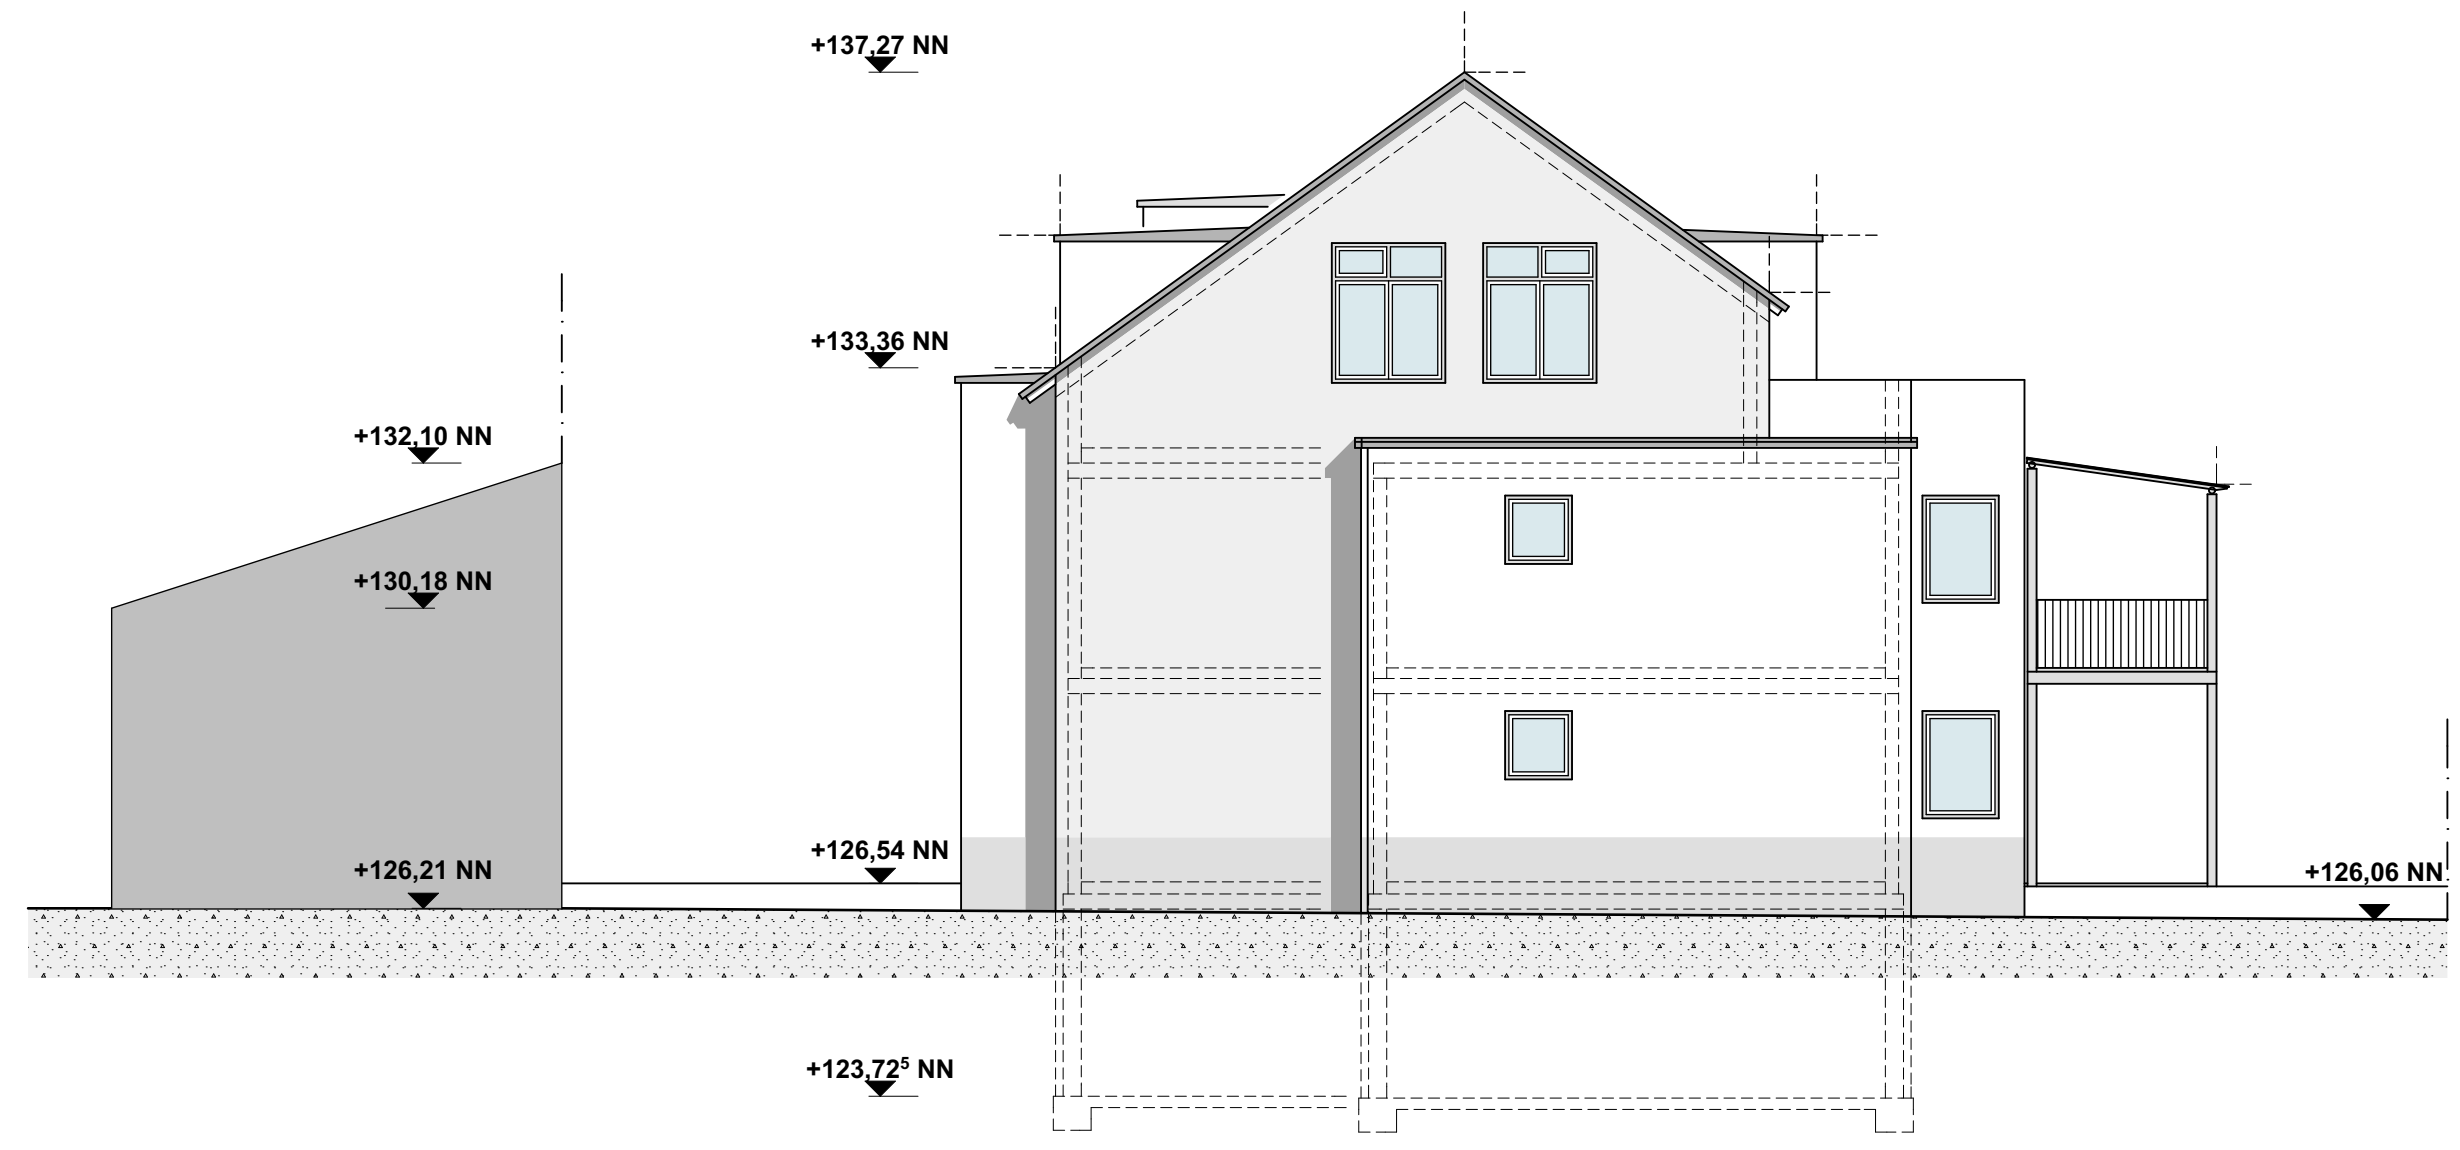 +137,27 NN
+133,36 NN
+132,10 NN
+130,18 NN
+126,54 NN
+126,21 NN
+126,06 NN
+123,72⁵ NN